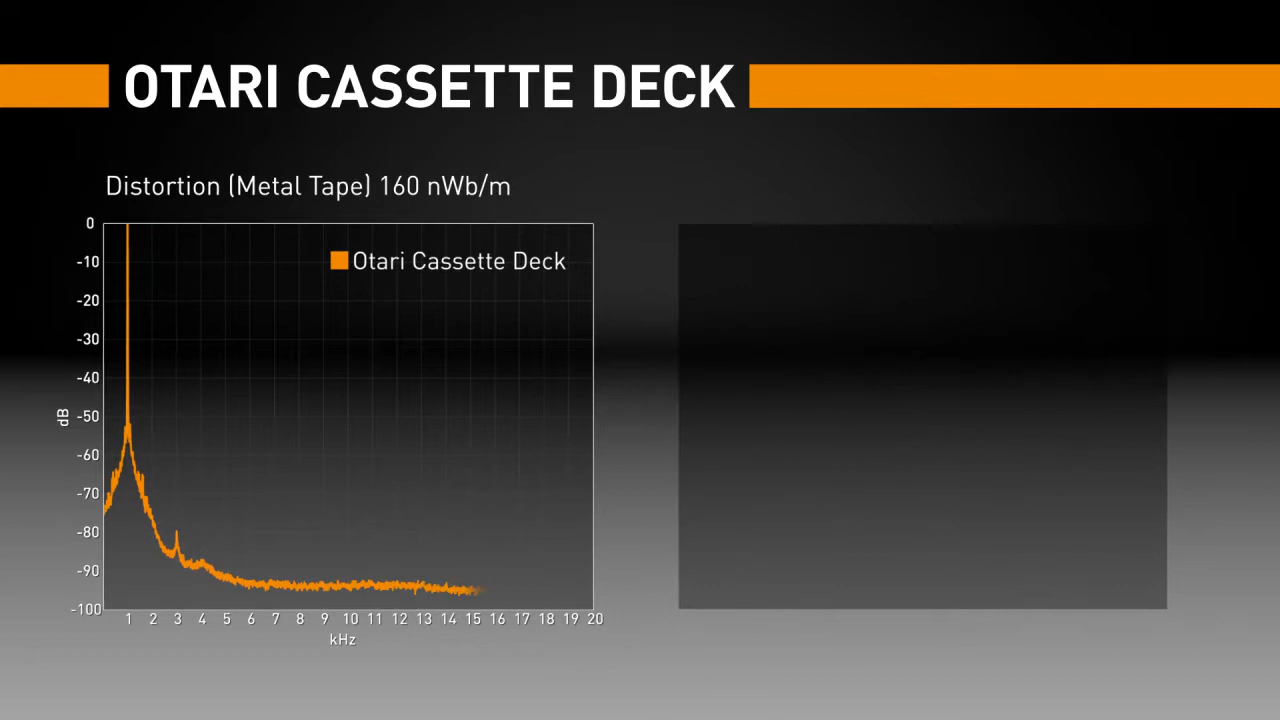 OTARI CASSETTE DECK
Distortion (Metal Tape) 160 nWb/m
0
-10
-20
-30
-40
-50
-60
-70
-80
-90
-100
dB
Otari Cassette Deck
1 2 3 4 5 6 7 8 9 10 11 12 13 14 15 16 17 18 19 20
kHz